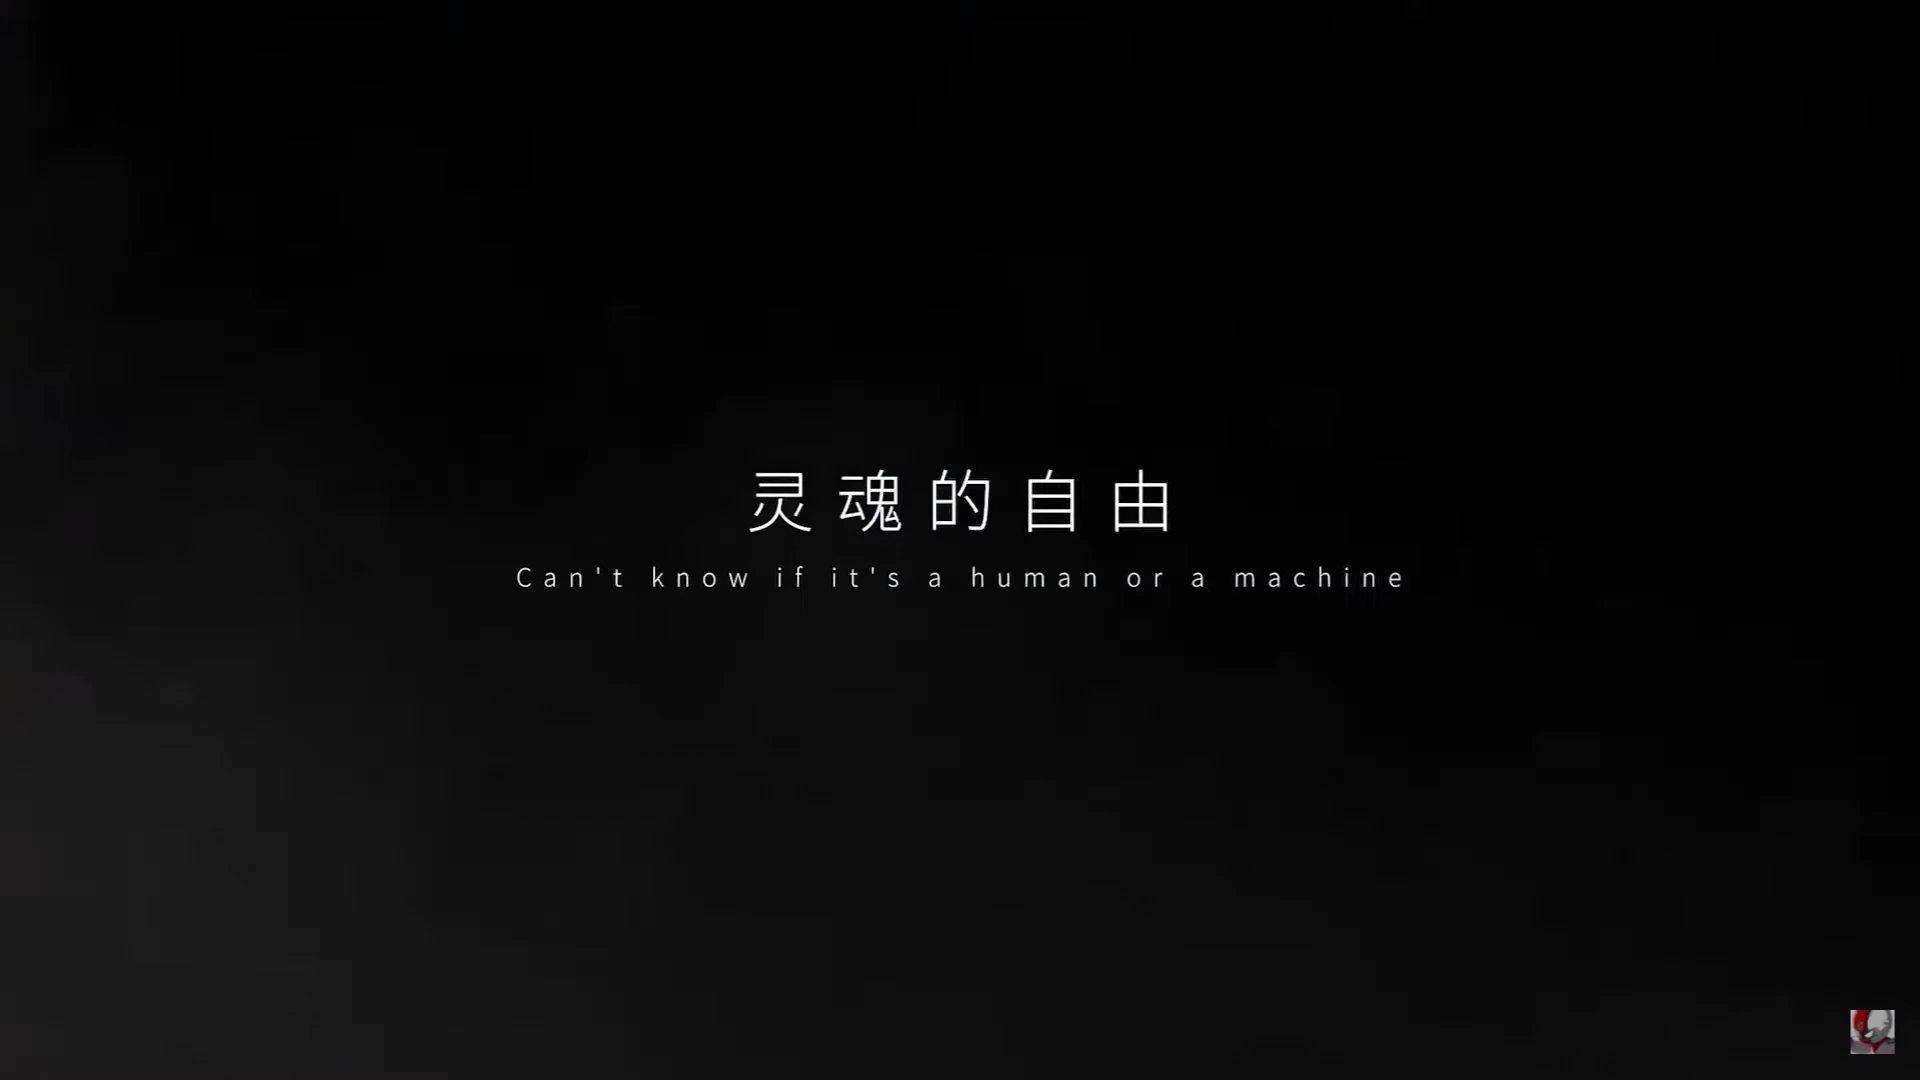 灵魂的自由
Can't know if it's a human or a machine